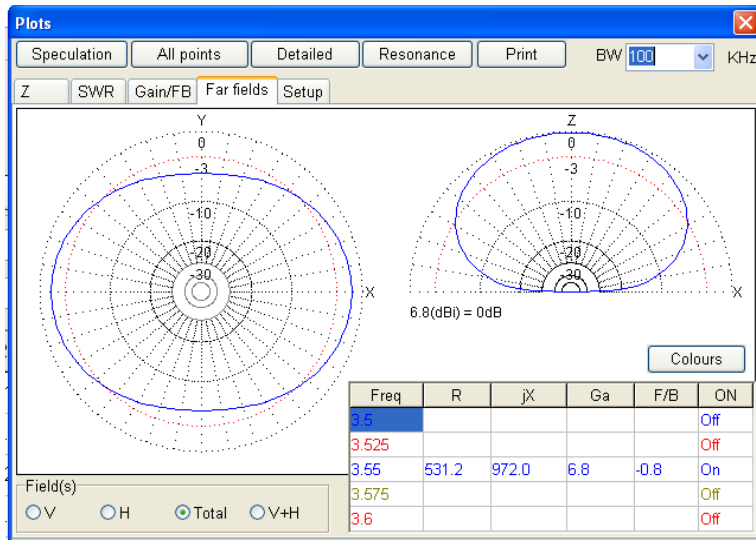 Plots
Speculation All points Detailed Resonance Print BW 100 KHz
Z SWR Gain/FB Far fields Setup
Y
0
-3
-10
-20
-30
X
Z
0
-3
-10
-20
-30
X
6.8(dBi) = 0dB
Colours
Freq R jX Ga F/B ON
3.5 Off
3.525 Off
3.55 531.2 972.0 6.8 -0.8 On
3.575 Off
3.6 Off
Field(s)
V H Total V+H